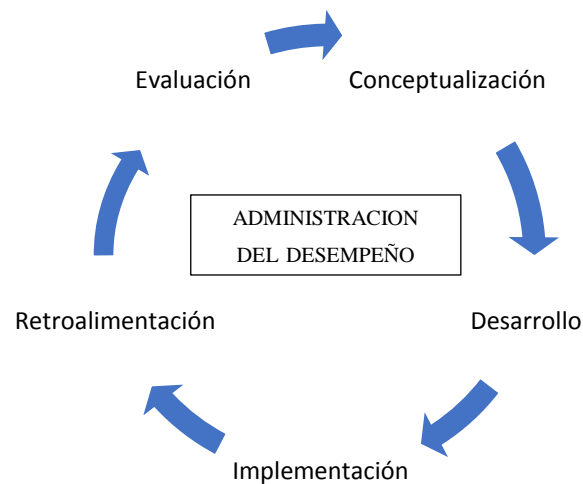 Evaluación
Conceptualización
ADMINISTRACION
DEL DESEMPEÑO
Retroalimentación
Desarrollo
Implementación